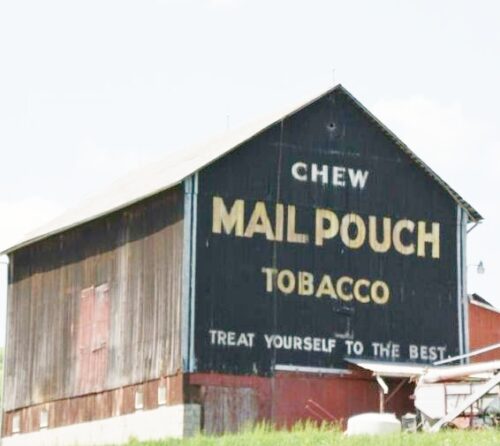 CHEW
MAIL POUCH
TOBACCO
TREAT YOURSELF TO THE BEST